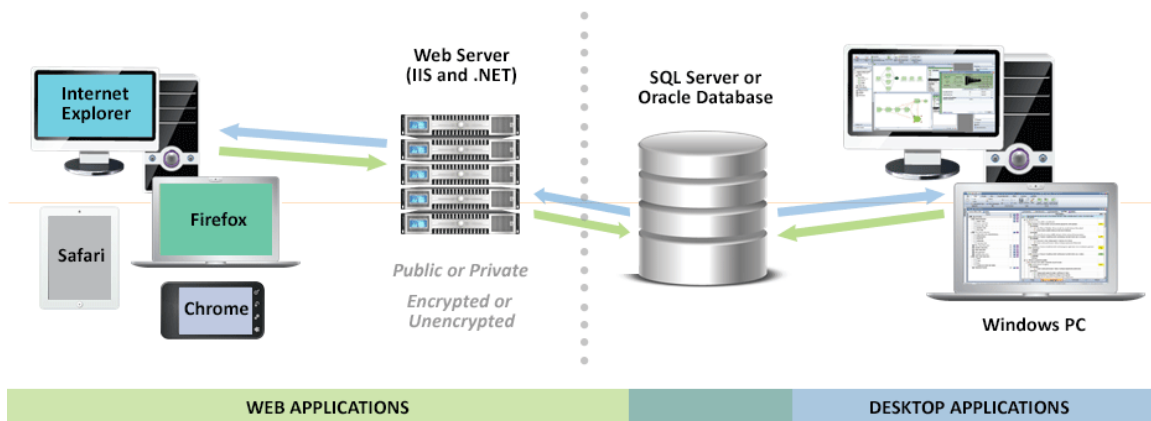 Internet
Explorer
Firefox
Safari
Chrome
Web Server
(IIS and .NET)
Public or Private
Encrypted or
Unencrypted
SQL Server or
Oracle Database
Windows PC
WEB APPLICATIONS
DESKTOP APPLICATIONS